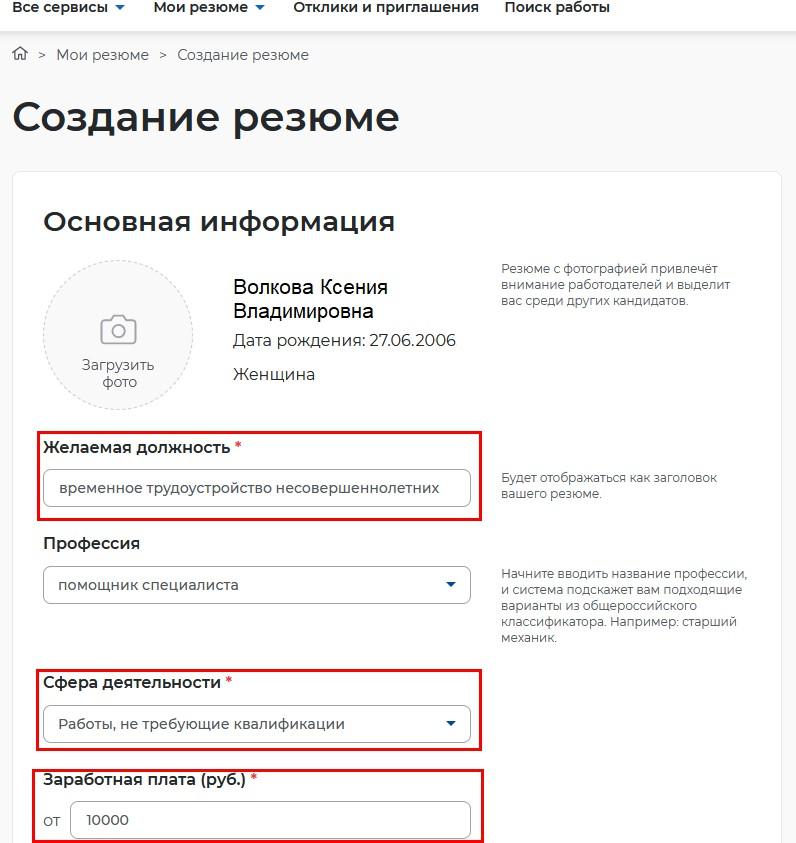 Все сервисы Мои резюме Отклики и приглашения Поиск работы
> Мои резюме > Создание резюме
Создание резюме
Основная информация
Загрузить
фото
Волкова Ксения
Владимировна
Дата рождения: 27.06.2006
Женщина
Резюме с фотографией привлечёт
внимание работодателей и выделит
вас среди других кандидатов.
Желаемая должность *
временное трудоустройство несовершеннолетних
Будет отображаться как заголовок
вашего резюме.
Профессия
помощник специалиста
Начните вводить название профессии,
и система подскажет вам подходящие
варианты из общероссийского
классификатора. Например: старший
механик.
Сфера деятельности *
Работы, не требующие квалификации
Заработная плата (руб.) *
от 10000